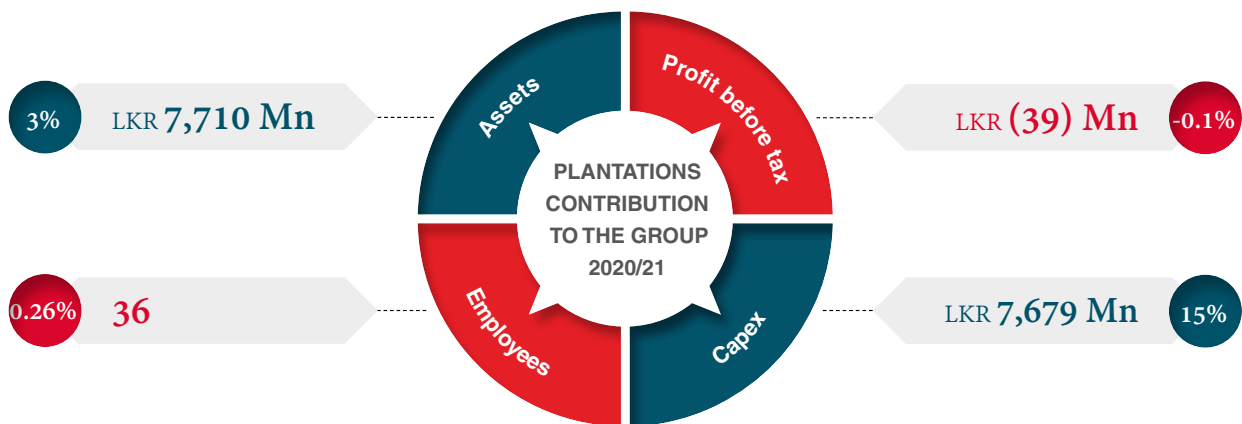 Assets
3%
LKR 7,710 Mn
Profit before tax
LKR (39) Mn
-0.1%
PLANTATIONS
CONTRIBUTION
TO THE GROUP
2020/21
Employees
0.26%
36
Capex
LKR 7,679 Mn
15%